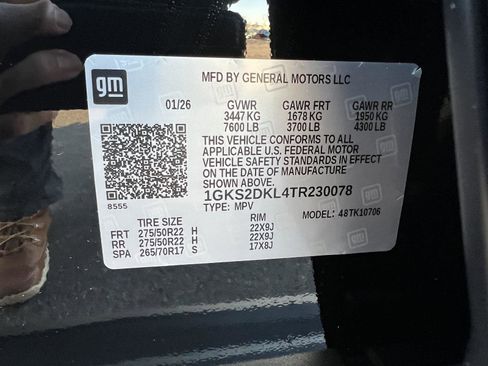 gm
MFD BY GENERAL MOTORS LLC
01/26 GVWR GAWR FRT GAWR RR
3447 KG 1678 KG 1950 KG
7600 LB 3700 LB 4300 LB
THIS VEHICLE CONFORMS TO ALL
APPLICABLE U.S. FEDERAL MOTOR
VEHICLE SAFETY STANDARDS IN EFFECT
ON THE DATE OF MANUFACTURE
SHOWN ABOVE.
1GKS2DKL4TR230078
8555 TYPE: MPV MODEL: 48TK10706
TIRE SIZE RIM
FRT 275/50R22 H 22X9J
RR 275/50R22 H 22X9J
SPA 265/70R17 S 17X8J